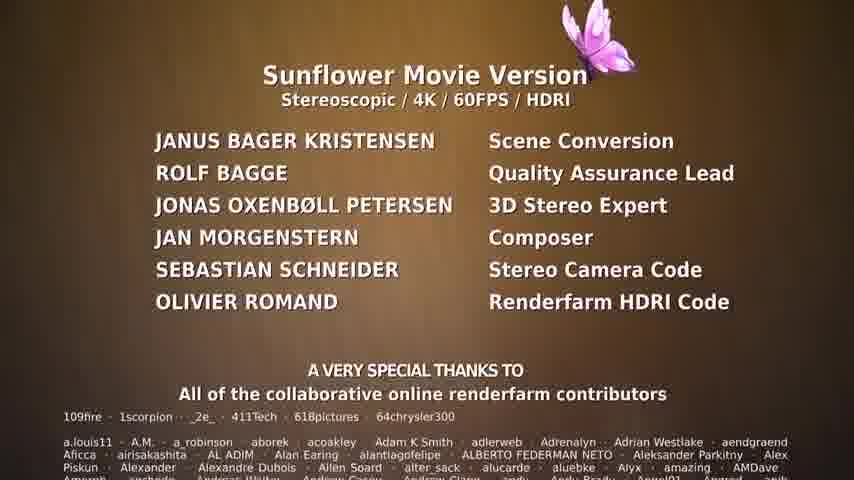 Sunflower Movie Version
Stereoscopic / 4K / 60FPS / HDRI
JANUS BAGER KRISTENSEN Scene Conversion
ROLF BAGGE Quality Assurance Lead
JONAS OXENBØLL PETERSEN 3D Stereo Expert
JAN MORGENSTERN Composer
SEBASTIAN SCHNEIDER Stereo Camera Code
OLIVIER ROMAND Renderfarm HDRI Code
A VERY SPECIAL THANKS TO
All of the collaborative online renderfarm contributors
109fire · 1scorpion · _2e_ · 411Tech · 618pictures · 64chrysler300
a.louis11 · A.M. · a_robinson · aborek · acoakley · Adam K Smith · adlerweb · Adrenalyn · Adrian Westlake · aendgraend
Aficca · airisakashita · AL ADIM · Alan Earing · alantiagofelipe · ALBERTO FEDERMAN NETO · Aleksander Parkitny · Alex
Piskun · Alexander · Alexandre Dubois · Allen Soard · alter_sack · alucarde · aluebke · Alyx · amazing · AMDave